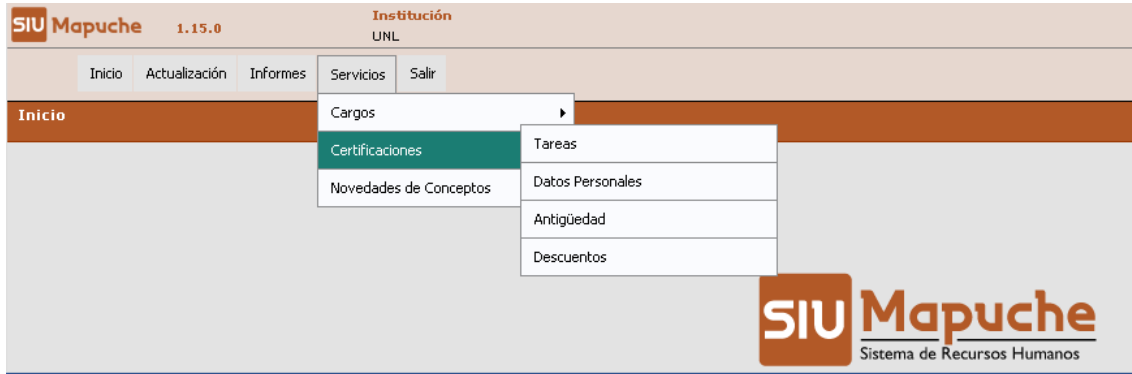 SIU Mapuche 1.15.0
Institución
UNL
Inicio Actualización Informes Servicios Salir
Inicio
Cargos
Certificaciones
Novedades de Conceptos
Tareas
Datos Personales
Antigüedad
Descuentos
SIU Mapuche
Sistema de Recursos Humanos